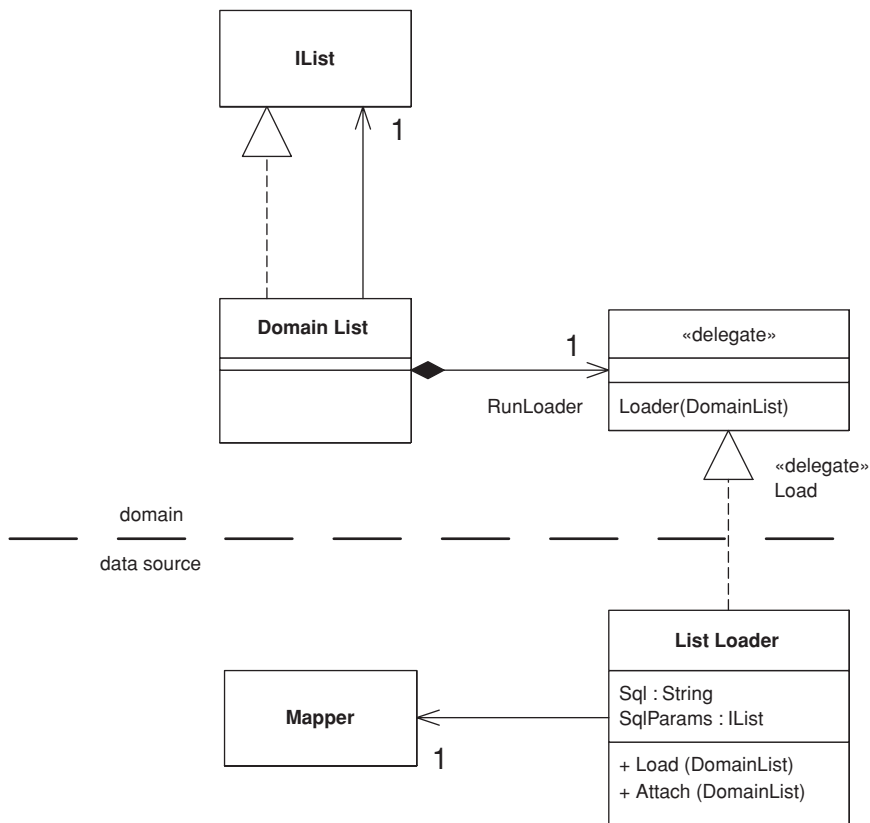 IList
1
Domain List
1
RunLoader
«delegate»
Loader(DomainList)
«delegate»
Load
domain
data source
List Loader
Sql : String
SqlParams : IList
+ Load (DomainList)
+ Attach (DomainList)
Mapper
1